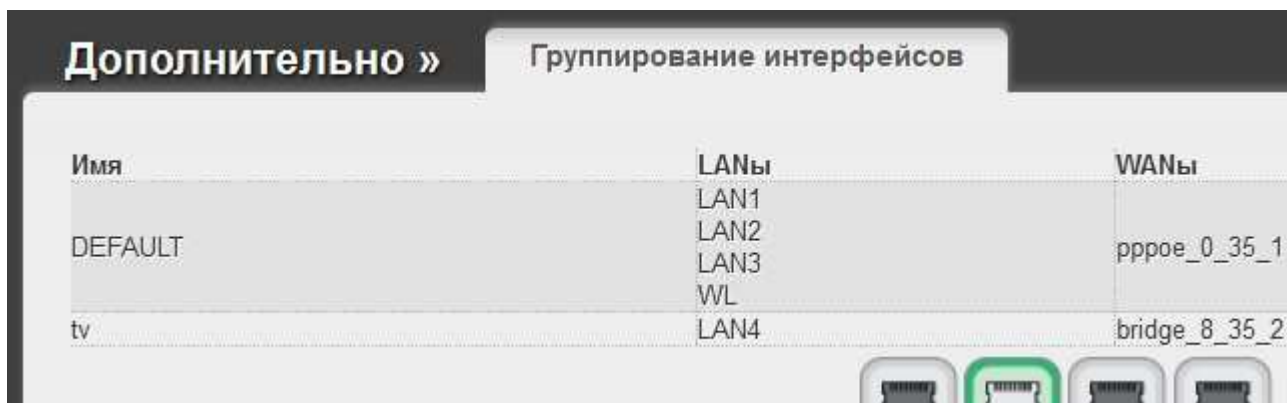 Дополнительно » Группирование интерфейсов
Имя LANы WANы
LAN1
LAN2
DEFAULT pppoe_0_35_1
LAN3
WL
tv LAN4 bridge_8_35_2